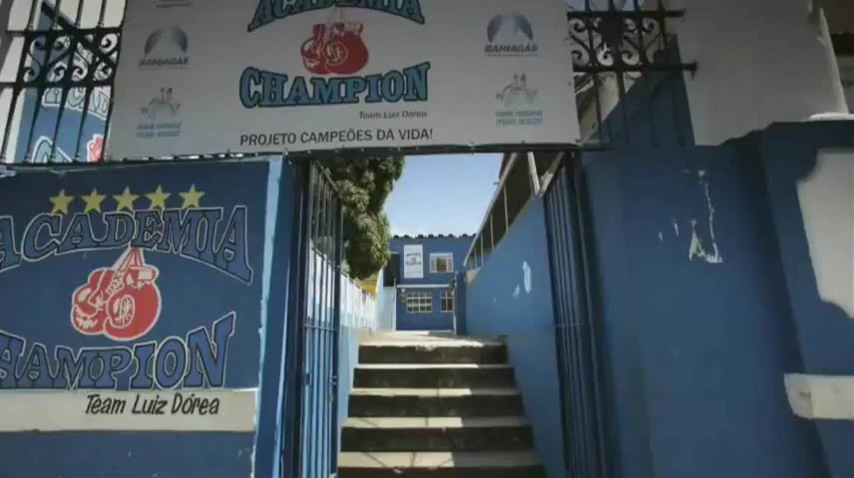 ACADEMIA
CHAMPION
Team Luiz Dórea
PROJETO CAMPEÕES DA VIDA!
BAHIAGÁS
BAHIAGÁS
ACADEMIA
CHAMPION
Team Luiz Dórea